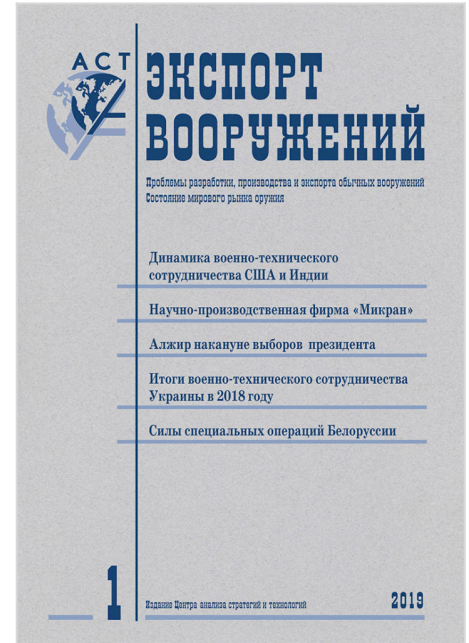 АСТ
ЭКСПОРТ
ВООРУЖЕНИЙ
Проблемы разработки, производства и экспорта обычных вооружений
Состояние мирового рынка оружия
Динамика военно-технического
сотрудничества США и Индии
Научно-производственная фирма «Микран»
Алжир накануне выборов президента
Итоги военно-технического сотрудничества
Украины в 2018 году
Силы специальных операций Белоруссии
1
Издание Центра анализа стратегий и технологий
2019